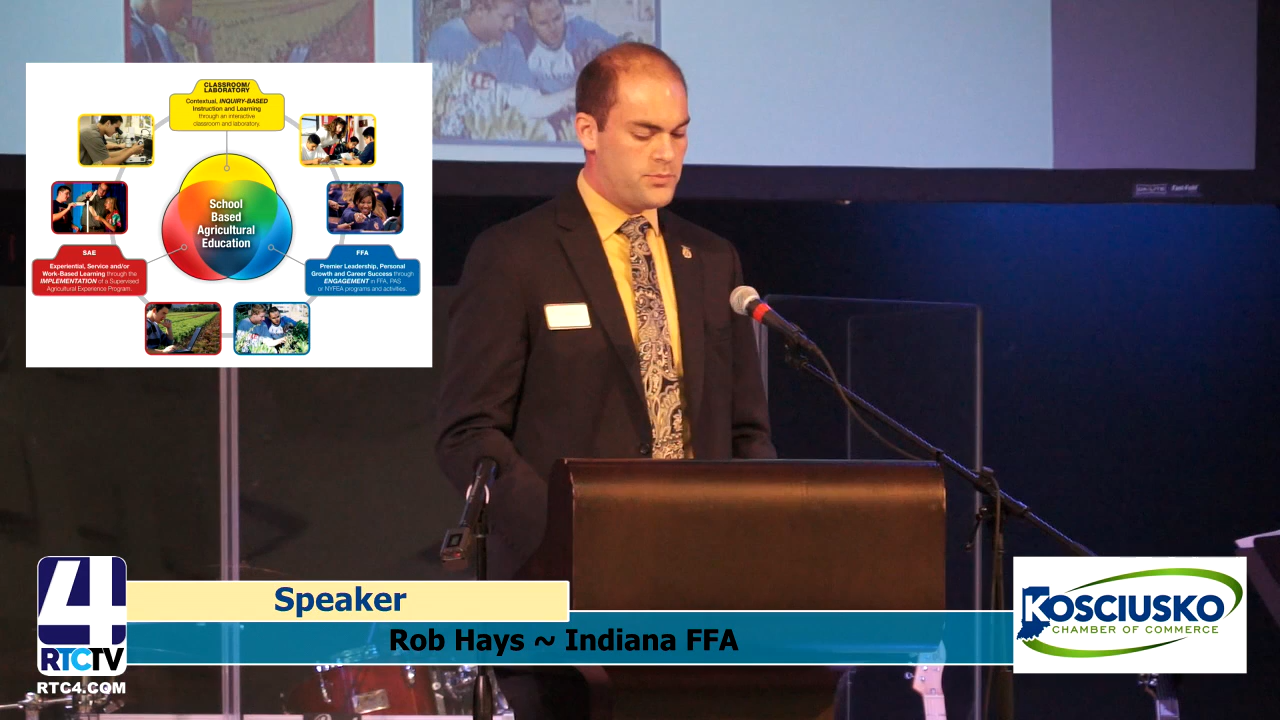 CLASSROOM/
LABORATORY
Contextual, INQUIRY-BASED
Instruction and Learning
through an interactive
classroom and laboratory.
School
Based
Agricultural
Education
SAE
Experiential, Service and/or
Work-Based Learning through the
IMPLEMENTATION of a Supervised
Agricultural Experience Program.
FFA
Premier Leadership, Personal
Growth and Career Success through
ENGAGEMENT in FFA, PAS
or NYFEA programs and activities.
4
RTCTV
RTC4.COM
Speaker
Rob Hays ~ Indiana FFA
KOSCIUSKO
CHAMBER OF COMMERCE